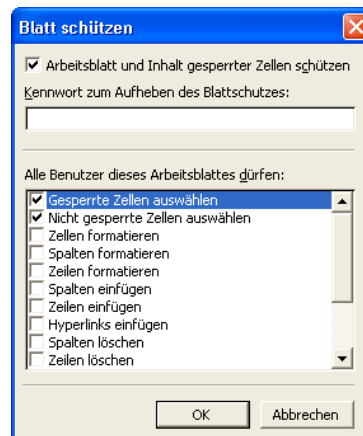 Blatt schützen
Arbeitsblatt und Inhalt gesperrter Zellen schützen
Kennwort zum Aufheben des Blattschutzes:
Alle Benutzer dieses Arbeitsblattes dürfen:
Gesperrte Zellen auswählen
Nicht gesperrte Zellen auswählen
Zellen formatieren
Spalten formatieren
Zeilen formatieren
Spalten einfügen
Zeilen einfügen
Hyperlinks einfügen
Spalten löschen
Zeilen löschen
OK Abbrechen